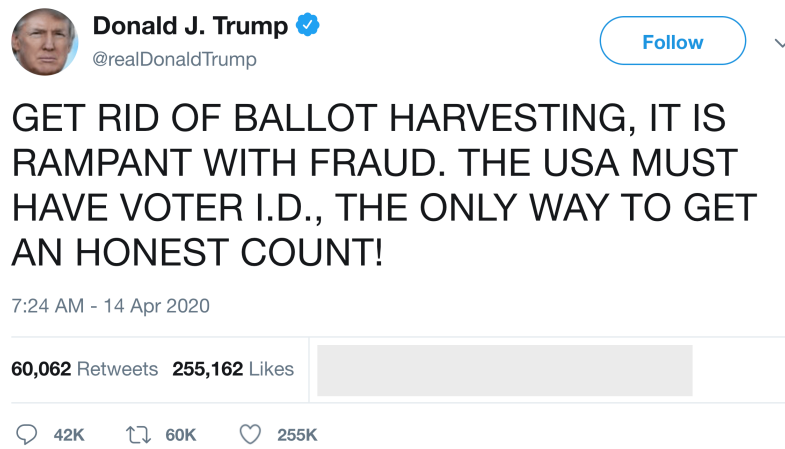 Donald J. Trump
@realDonaldTrump
Follow
GET RID OF BALLOT HARVESTING, IT IS
RAMPANT WITH FRAUD. THE USA MUST
HAVE VOTER I.D., THE ONLY WAY TO GET
AN HONEST COUNT!
7:24 AM - 14 Apr 2020
60,062 Retweets 255,162 Likes
42K 60K 255K